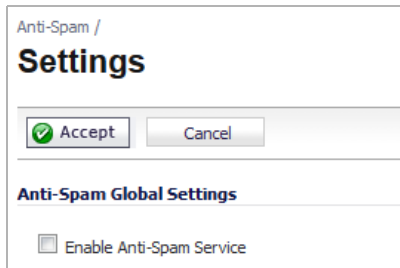 Anti-Spam /
Settings
Accept Cancel
Anti-Spam Global Settings
Enable Anti-Spam Service